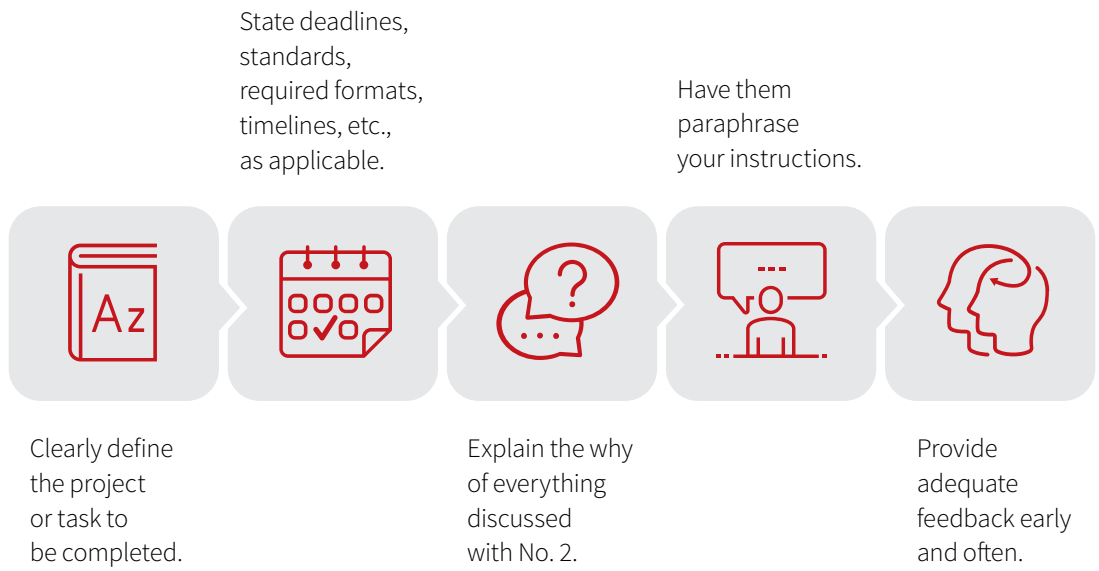 Clearly define
the project
or task to
be completed.
State deadlines,
standards,
required formats,
timelines, etc.,
as applicable.
Explain the why
of everything
discussed
with No. 2.
Have them
paraphrase
your instructions.
Provide
adequate
feedback early
and often.
Az
?